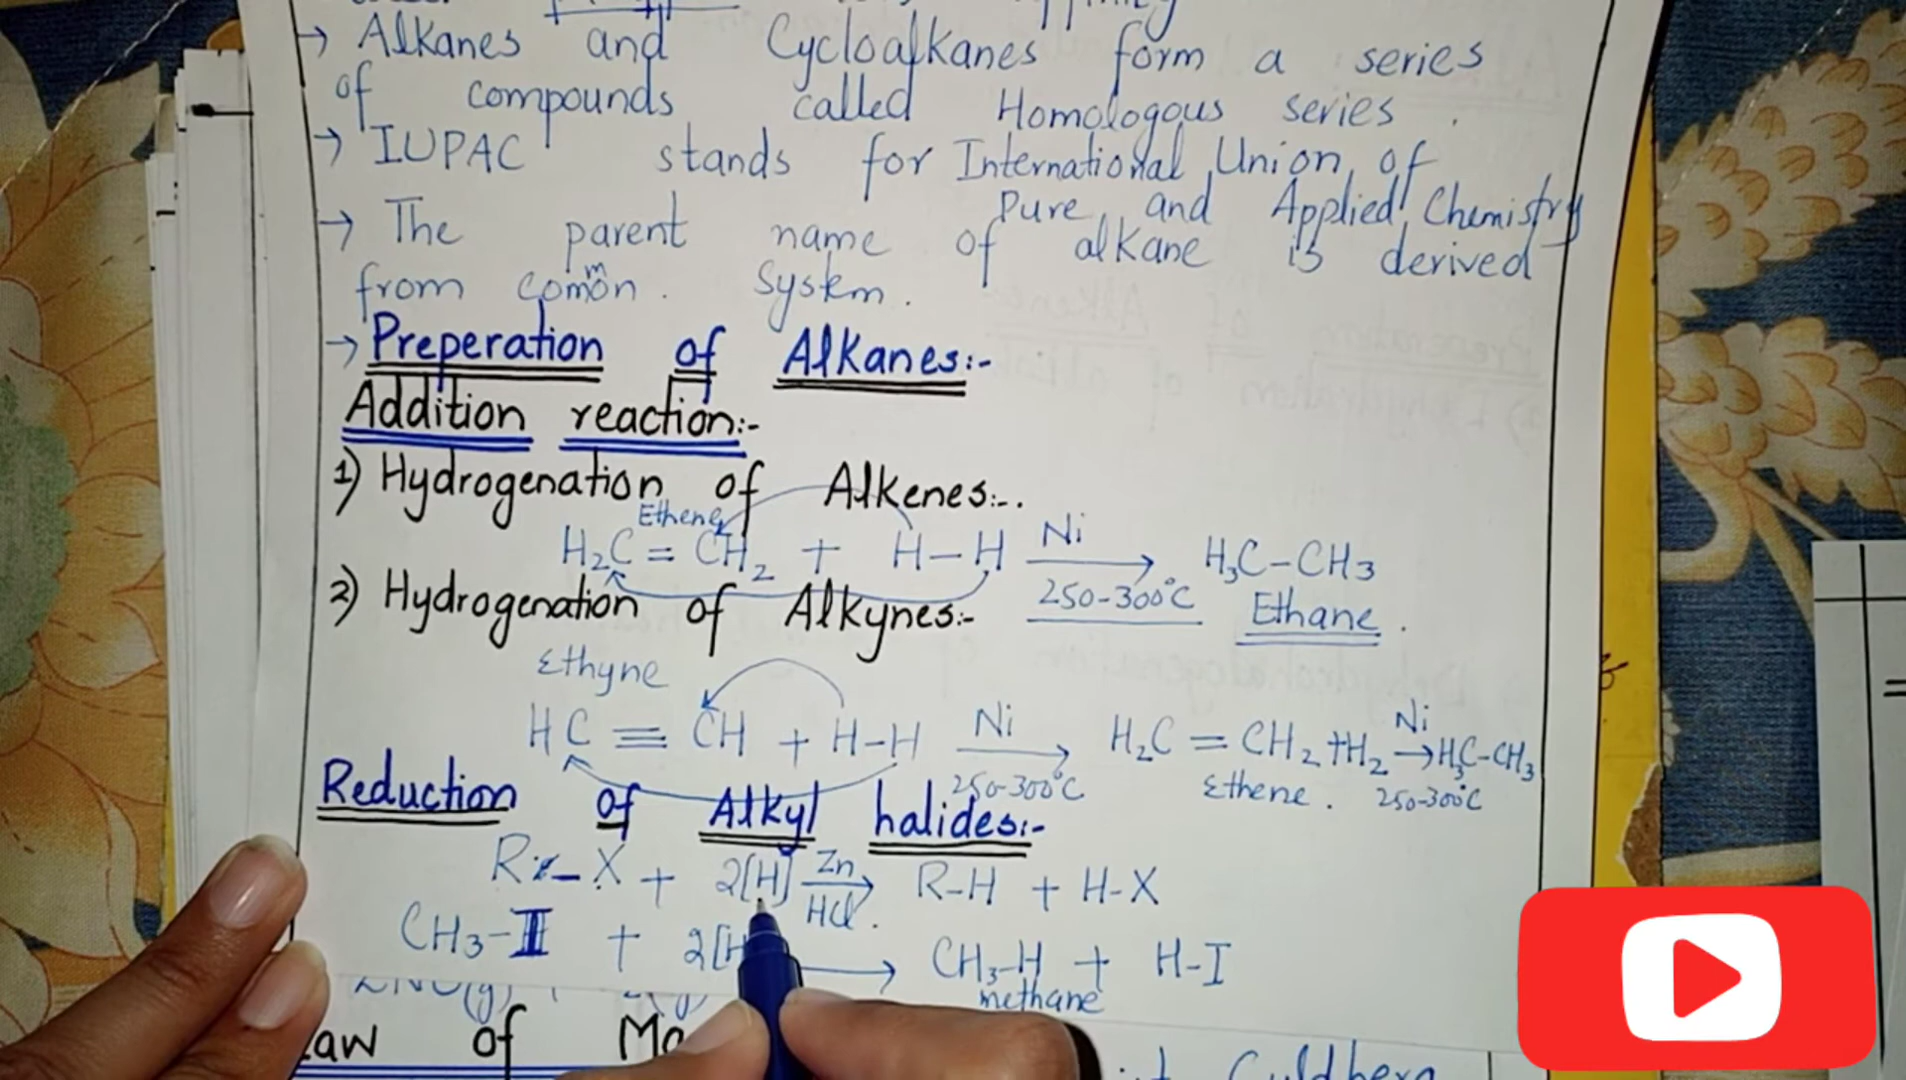 → Alkanes and Cycloalkanes form a series
of compounds called Homologous series .
→ IUPAC stands for International Union of
Pure and Applied Chemistry
→ The parent name of alkane is derived
from common . System .
→ Preperation of Alkanes:-
Addition reaction:-
1) Hydrogenation of Alkenes:-.
Ethene
H₂C = CH₂ + H-H Ni → 250-300°C H₃C-CH3
Ethane .
2) Hydrogenation of Alkynes:-
Ethyne
HC ≡ CH + H-H Ni → 250-300°C H₂C = CH₂ + H₂ Ni → 250-300°C H₃C-CH₃
Ethene .
Reduction of Alkyl halides:-
R-X + 2[H] Zn → HCl . R-H + H-X
CH₃-I + 2[H → CH₃-H + H-I
methane
Law of